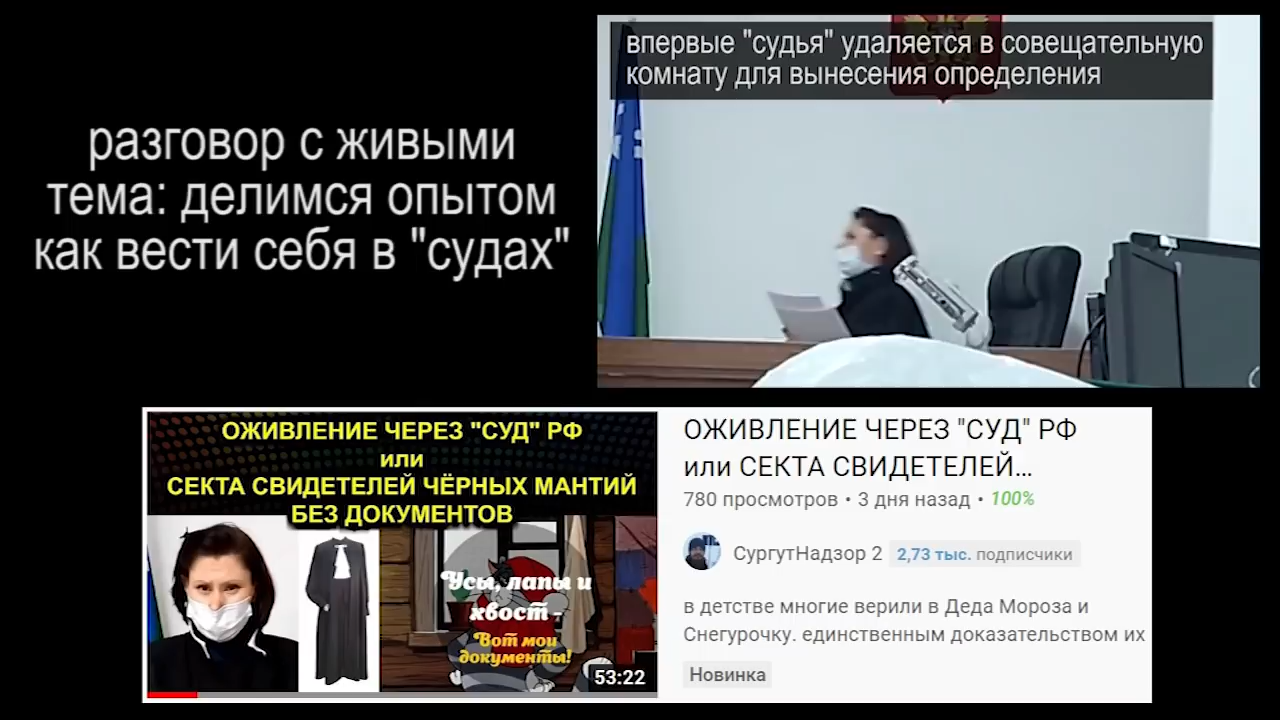 разговор с живыми
тема: делимся опытом
как вести себя в "судах"
впервые "судья" удаляется в совещательную
комнату для вынесения определения
ОЖИВЛЕНИЕ ЧЕРЕЗ "СУД" РФ
или
СЕКТА СВИДЕТЕЛЕЙ ЧЁРНЫХ МАНТИЙ
БЕЗ ДОКУМЕНТОВ
Усы, лапы и
хвост -
Вот мои
документы!
53:22
ОЖИВЛЕНИЕ ЧЕРЕЗ "СУД" РФ
или СЕКТА СВИДЕТЕЛЕЙ...
780 просмотров • 3 дня назад • 100%
СургутНадзор 2 2,73 тыс. подписчики
в детстве многие верили в Деда Мороза и
Снегурочку. единственным доказательством их
Новинка